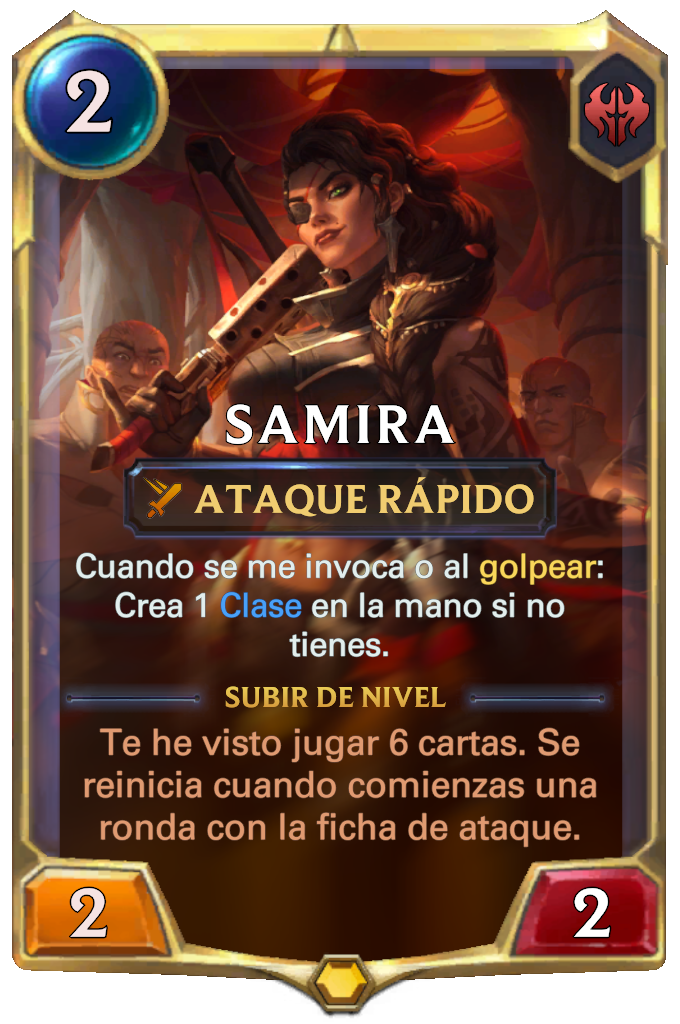 2
SAMIRA
ATAQUE RÁPIDO
Cuando se me invoca o al golpear:
Crea 1 Clase en la mano si no
tienes.
SUBIR DE NIVEL
Te he visto jugar 6 cartas. Se
reinicia cuando comienzas una
ronda con la ficha de ataque.
2 2